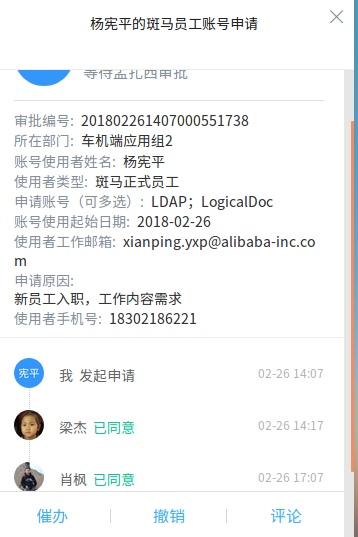 杨宪平的斑马员工账号申请
等待孟扎西审批
审批编号: 201802261407000551738
所在部门: 车机端应用组2
账号使用者姓名: 杨宪平
使用者类型: 斑马正式员工
申请账号（可多选）: LDAP；LogicalDoc
账号使用起始日期: 2018-02-26
使用者工作邮箱: xianping.yxp@alibaba-inc.co
m
申请原因:
新员工入职，工作内容需求
使用者手机号: 18302186221
宪平 我 发起申请 02-26 14:07
梁杰 已同意 02-26 14:17
肖枫 已同意 02-26 17:07
催办 撤销 评论